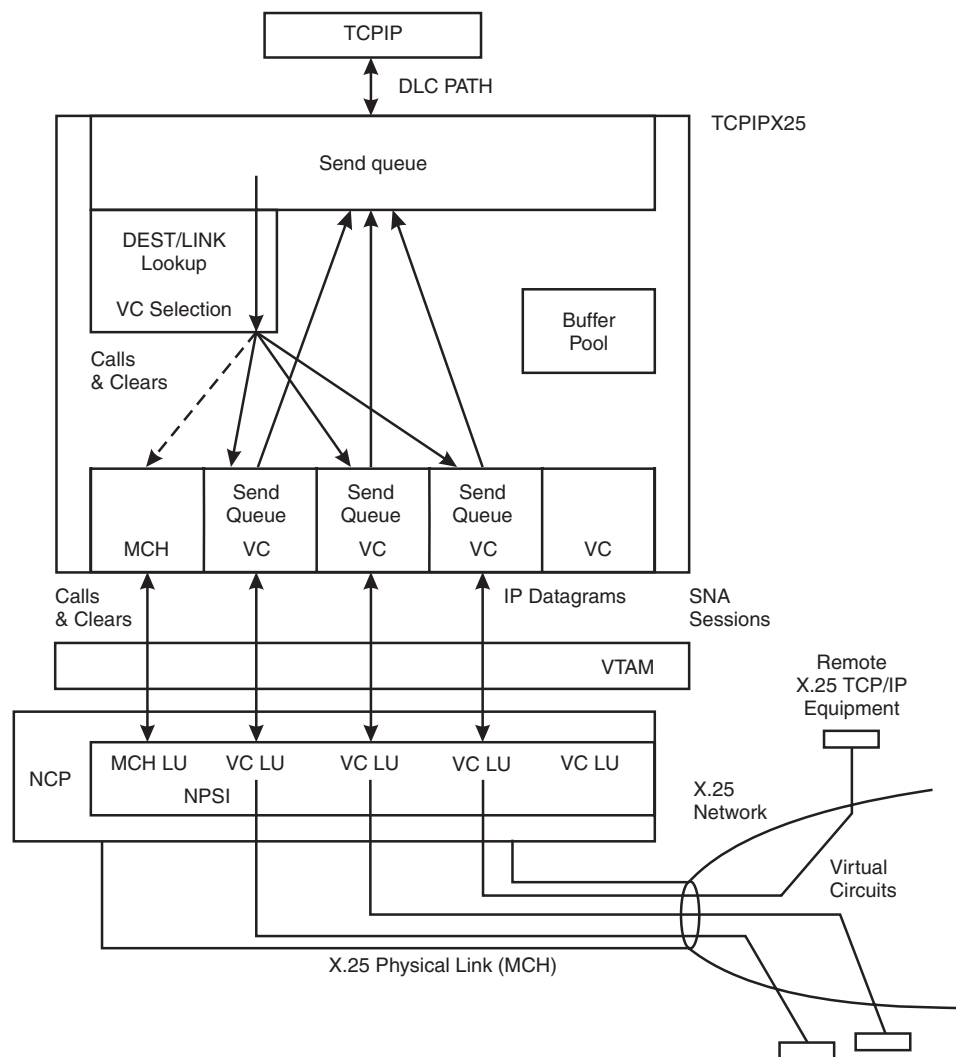 TCPIP
DLC PATH
TCPIPX25
Send queue
DEST/LINK
Lookup
VC Selection
Buffer
Pool
Calls
& Clears
Send
Queue
Send
Queue
Send
Queue
MCH
VC
VC
VC
VC
Calls
& Clears
IP Datagrams
SNA
Sessions
VTAM
Remote
X.25 TCP/IP
Equipment
NCP
MCH LU
VC LU
VC LU
VC LU
VC LU
NPSI
X.25
Network
Virtual
Circuits
X.25 Physical Link (MCH)